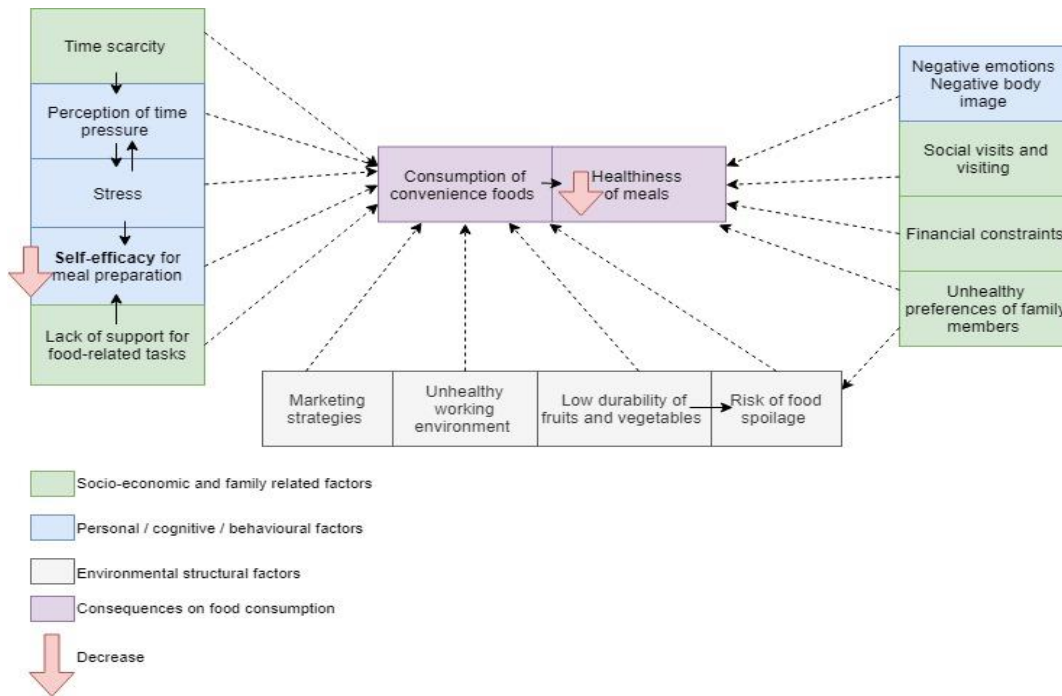 Time scarcity
Perception of time
pressure
Stress
Self-efficacy for
meal preparation
Lack of support for
food-related tasks
Consumption of
convenience foods
Healthiness
of meals
Negative emotions
Negative body
image
Social visits and
visiting
Financial constraints
Unhealthy
preferences of family
members
Marketing
strategies
Unhealthy
working
environment
Low durability of
fruits and vegetables
Risk of food
spoilage
Socio-economic and family related factors
Personal / cognitive / behavioural factors
Environmental structural factors
Consequences on food consumption
Decrease